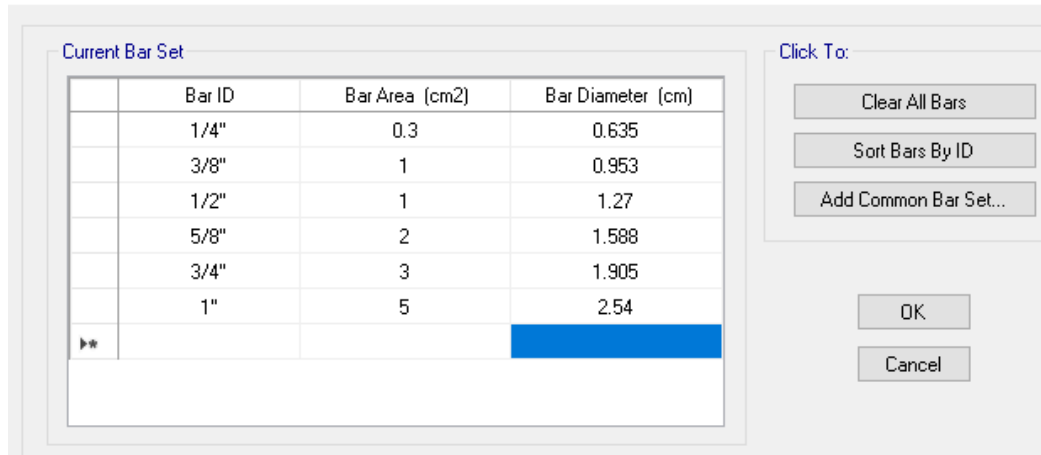 Current Bar Set
Bar ID Bar Area (cm2) Bar Diameter (cm)
1/4" 0.3 0.635
3/8" 1 0.953
1/2" 1 1.27
5/8" 2 1.588
3/4" 3 1.905
1" 5 2.54
Click To:
Clear All Bars
Sort Bars By ID
Add Common Bar Set...
OK
Cancel